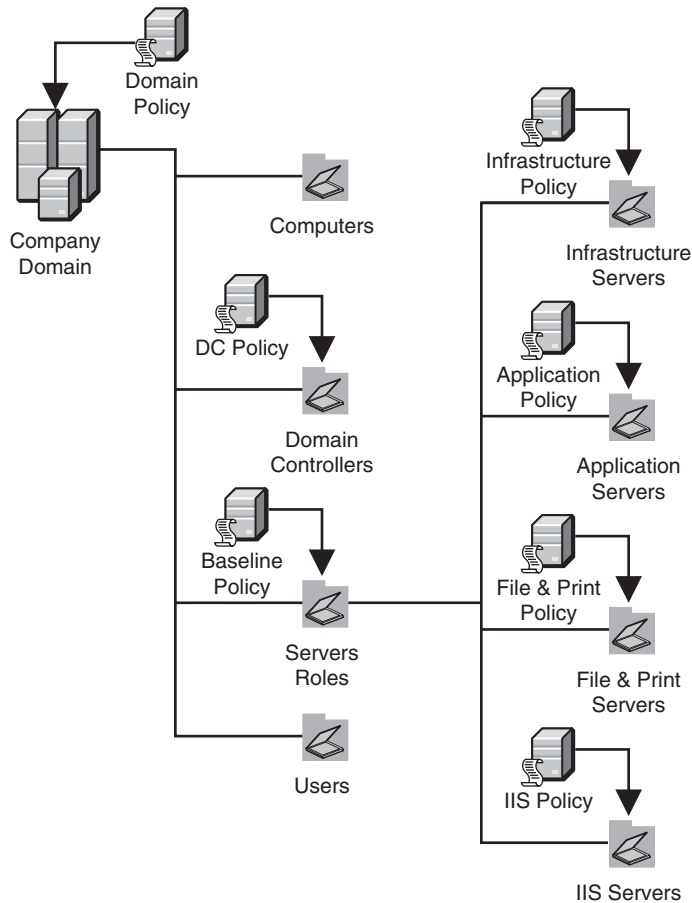 Domain
Policy
Company
Domain
Computers
DC Policy
Domain
Controllers
Baseline
Policy
Servers
Roles
Users
Infrastructure
Policy
Infrastructure
Servers
Application
Policy
Application
Servers
File & Print
Policy
File & Print
Servers
IIS Policy
IIS Servers